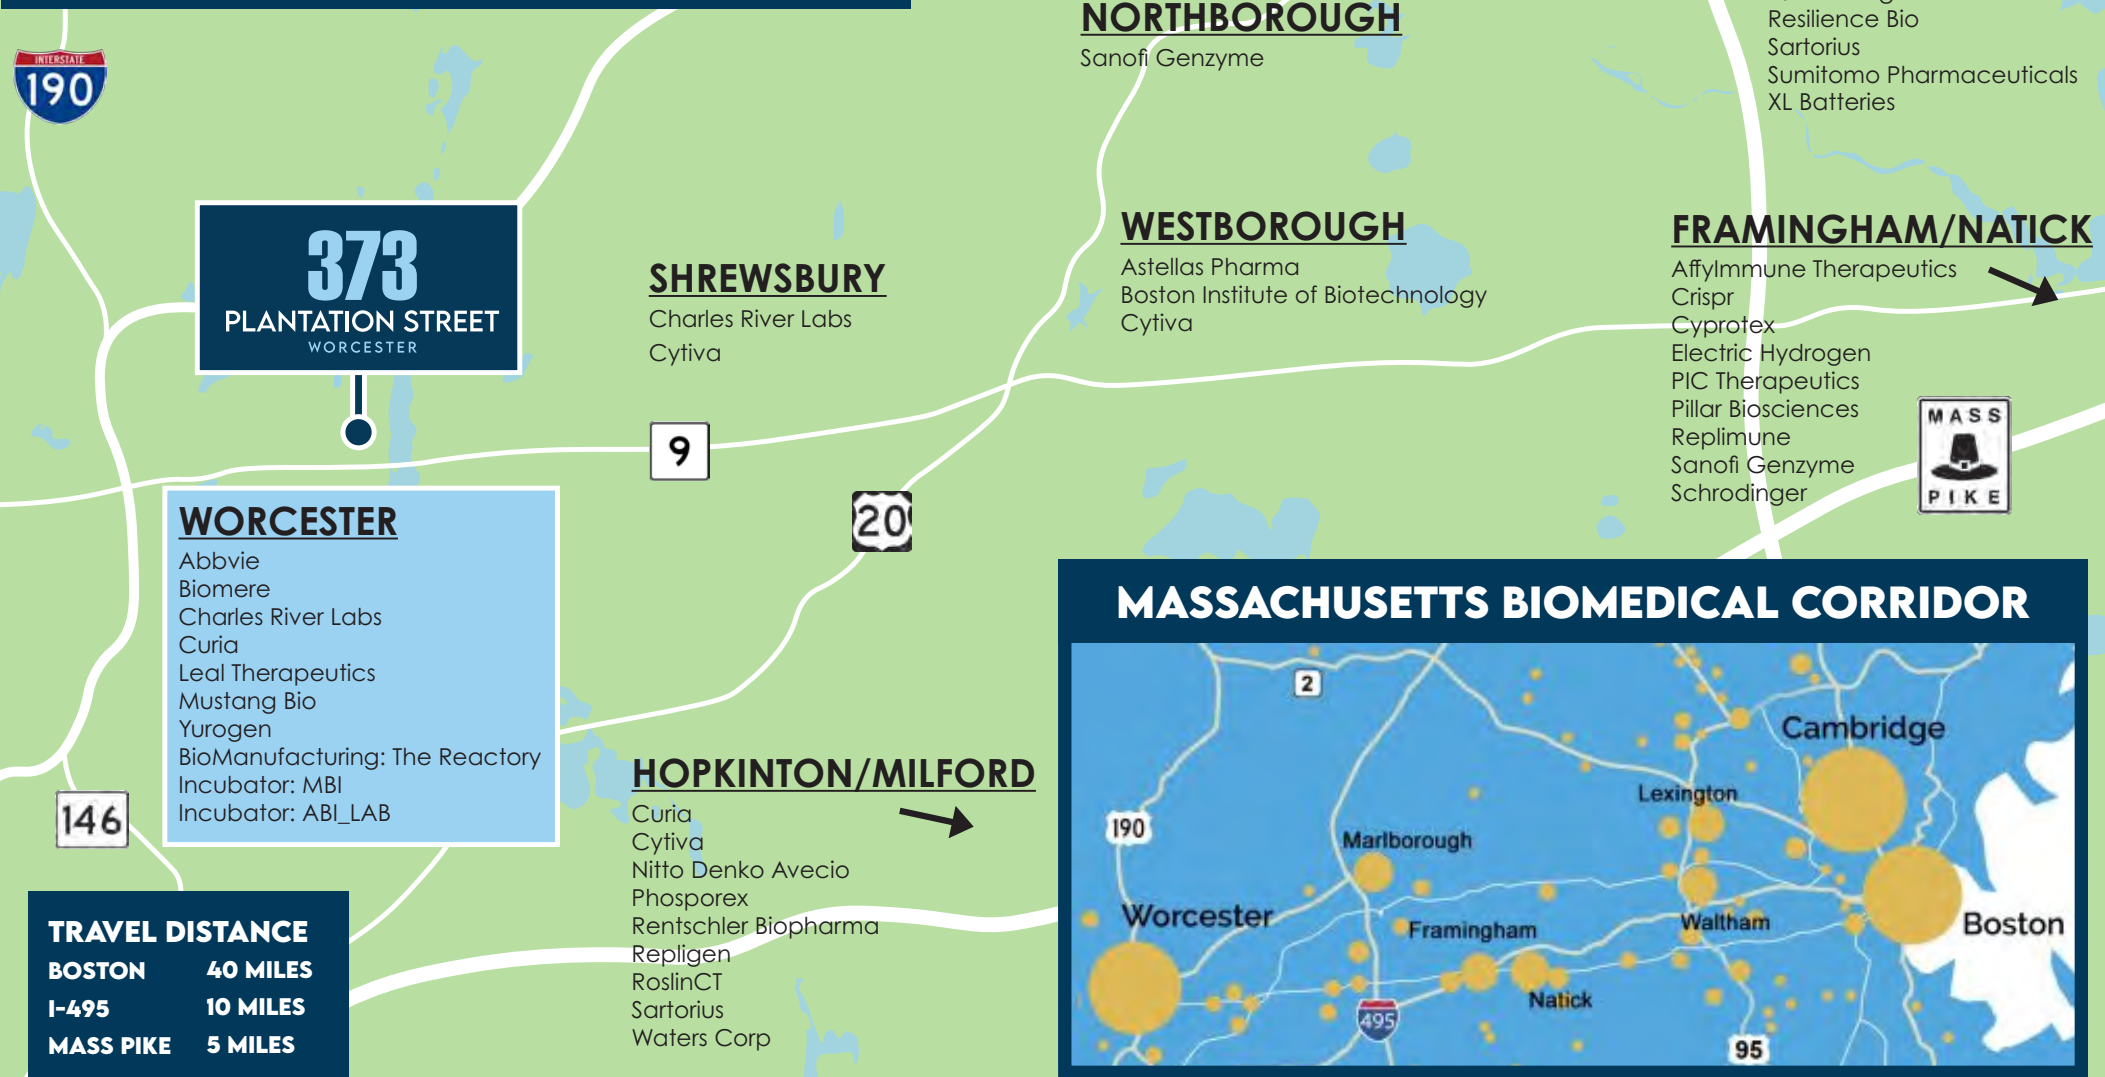 INTERSTATE
190
NORTHBOROUGH
Sanofi Genzyme
Resilience Bio
Sartorius
Sumitomo Pharmaceuticals
XL Batteries
373
PLANTATION STREET
WORCESTER
SHREWSBURY
Charles River Labs
Cytiva
WESTBOROUGH
Astellas Pharma
Boston Institute of Biotechnology
Cytiva
FRAMINGHAM/NATICK
AffyImmune Therapeutics
Crispr
Cyprotex
Electric Hydrogen
PIC Therapeutics
Pillar Biosciences
Replimune
Sanofi Genzyme
Schrodinger
MASS
PIKE
9
20
WORCESTER
Abbvie
Biomere
Charles River Labs
Curia
Leal Therapeutics
Mustang Bio
Yurogen
BioManufacturing: The Reactory
Incubator: MBI
Incubator: ABI_LAB
146
HOPKINTON/MILFORD
Curia
Cytiva
Nitto Denko Avecio
Phosporex
Rentschler Biopharma
Repligen
RoslinCT
Sartorius
Waters Corp
TRAVEL DISTANCE
BOSTON 40 MILES
I-495 10 MILES
MASS PIKE 5 MILES
MASSACHUSETTS BIOMEDICAL CORRIDOR
2
Cambridge
Lexington
190
Marlborough
Worcester
Framingham
Waltham
Boston
Natick
495
95